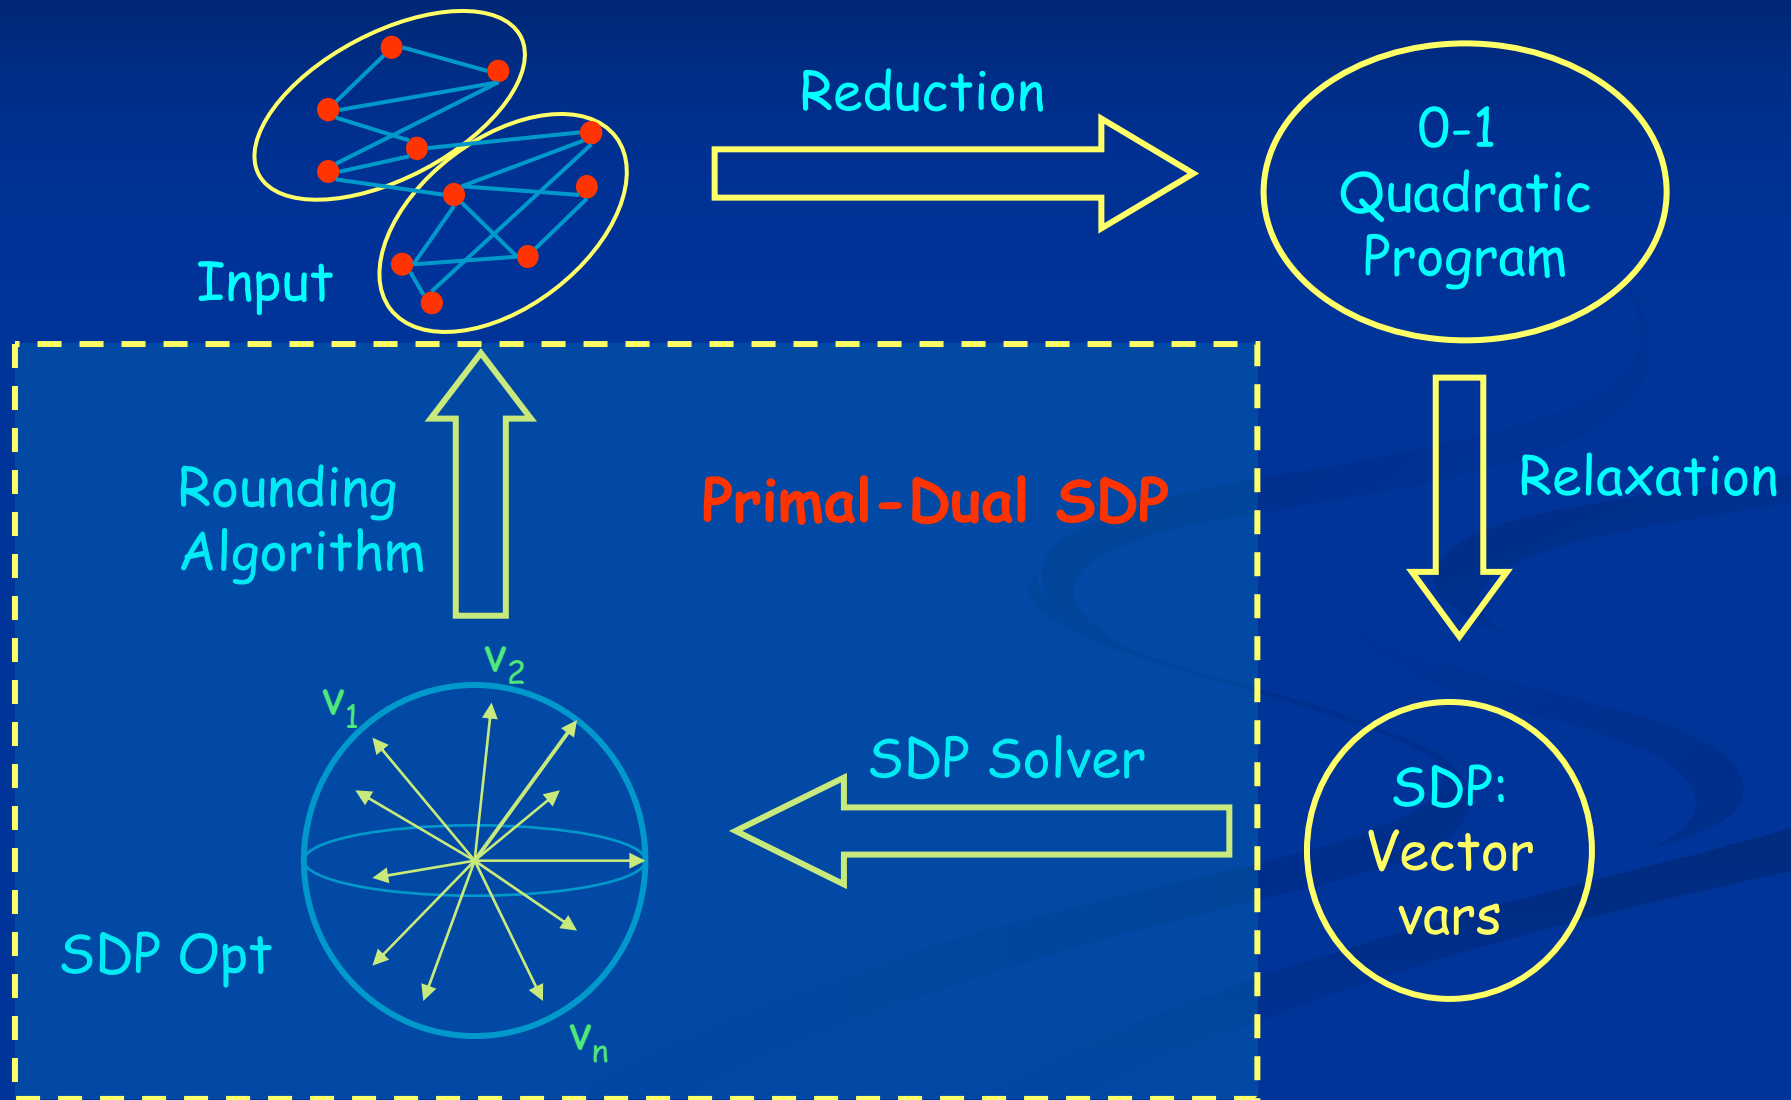 Reduction
0-1
Quadratic
Program
Input
Relaxation
Rounding
Algorithm
Primal-Dual SDP
v2
v1
SDP Solver
SDP:
Vector
vars
SDP Opt
vn